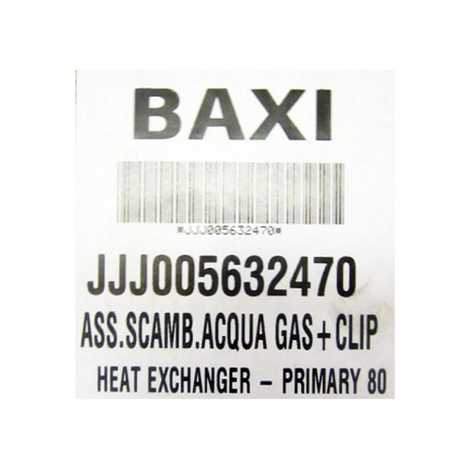 BAXI
*JJJ005632470*
JJJ005632470
ASS.SCAMB.ACQUA GAS+CLIP
HEAT EXCHANGER - PRIMARY 80